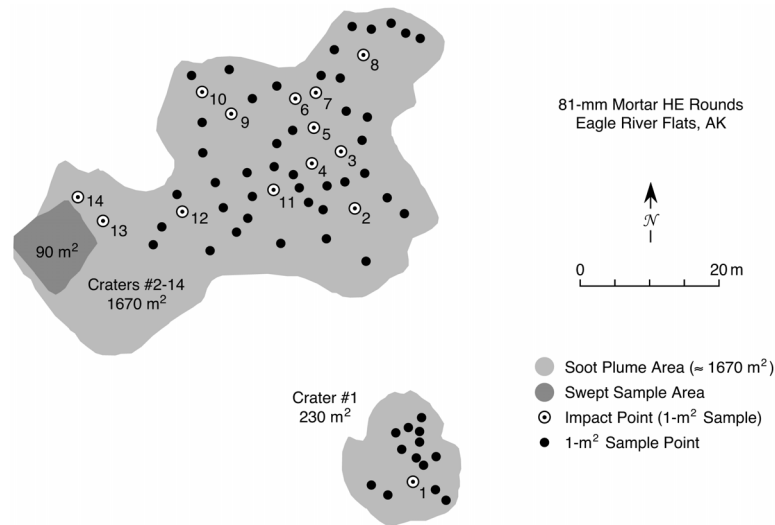 8
10
6
7
9
5
3
4
11
2
14
13
12
90 m²
Craters #2-14
1670 m²
81-mm Mortar HE Rounds
Eagle River Flats, AK
N
0 20 m
Crater #1
230 m²
1
Soot Plume Area (≈ 1670 m²)
Swept Sample Area
Impact Point (1-m² Sample)
1-m² Sample Point